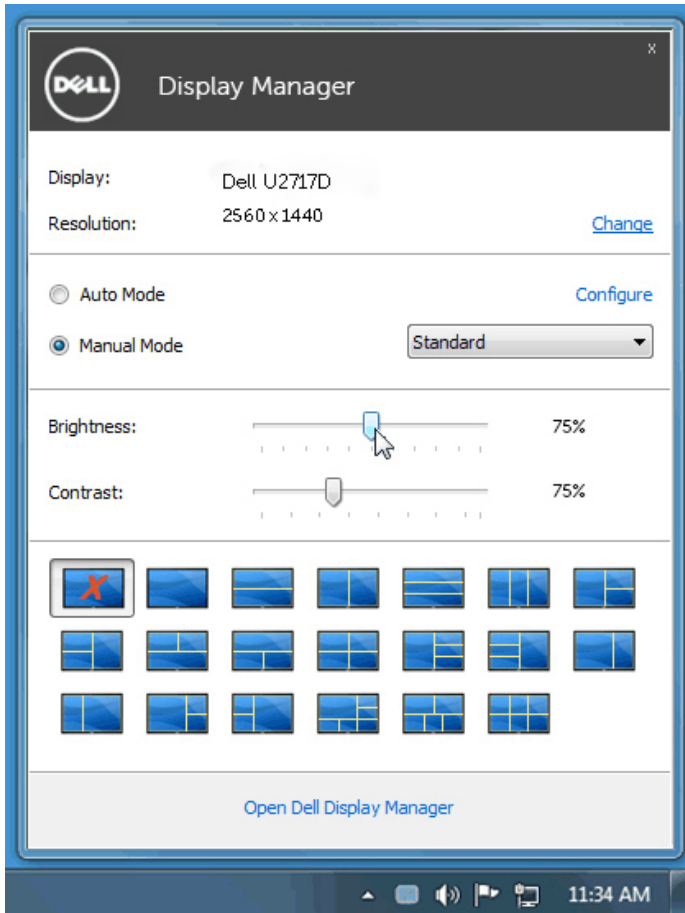 x
DELL
Display Manager
Display: Dell U2717D
Resolution: 2560 x 1440 Change
Auto Mode Configure
Manual Mode Standard
Brightness: 75%
Contrast: 75%
X
Open Dell Display Manager
11:34 AM